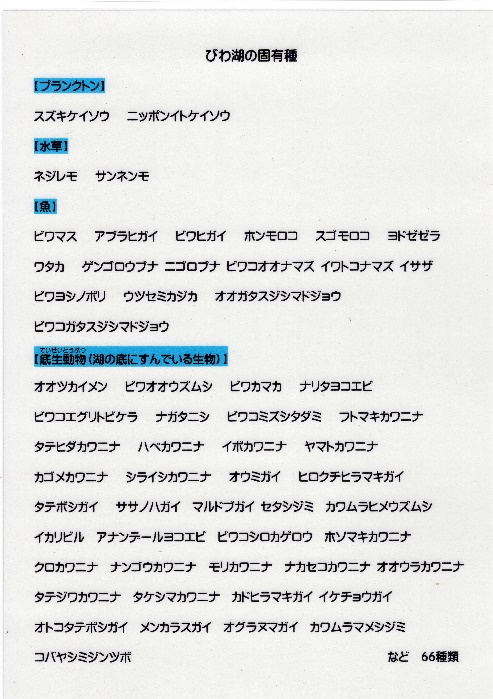 びわ湖の固有種
【プランクトン】
スズキケイソウ　ニッポンイトケイソウ
【水草】
ネジレモ　サンネンモ
【魚】
ビワマス　アブラヒガイ　ビワヒガイ　ホンモロコ　スゴモロコ　ヨドゼゼラ
ワタカ　ゲンゴロウブナ ニゴロブナ ビワコオオナマズ イワトコナマズ イサザ
ビワヨシノボリ　ウツセミカジカ　オオガタスジシマドジョウ
ビワコガタスジシマドジョウ
ていせいどうぶつ
【底生動物(湖の底にすんでいる生物)】
オオツカイメン　ビワオオウズムシ　ビワカマカ　ナリタヨコエビ
ビワコエグリトビケラ　ナガタニシ　ビワコミズシタダミ　フトマキカワニナ
タテヒダカワニナ　ハベカワニナ　イボカワニナ　ヤマトカワニナ
カゴメカワニナ　シライシカワニナ　オウミガイ　ヒロクチヒラマキガイ
タテボシガイ　ササノハガイ　マルドブガイ セタシジミ　カワムラヒメウズムシ
イカリビル　アナンデールヨコエビ　ビワコシロカゲロウ　ホソマキカワニナ
クロカワニナ　ナンゴウカワニナ　モリカワニナ　ナカセコカワニナ オオウラカワニナ
タテジワカワニナ　タケシマカワニナ　カドヒラマキガイ イケチョウガイ
オトコタテボシガイ　メンカラスガイ　オグラヌマガイ　カワムラマメシジミ
コバヤシミジンツボ　など　66種類